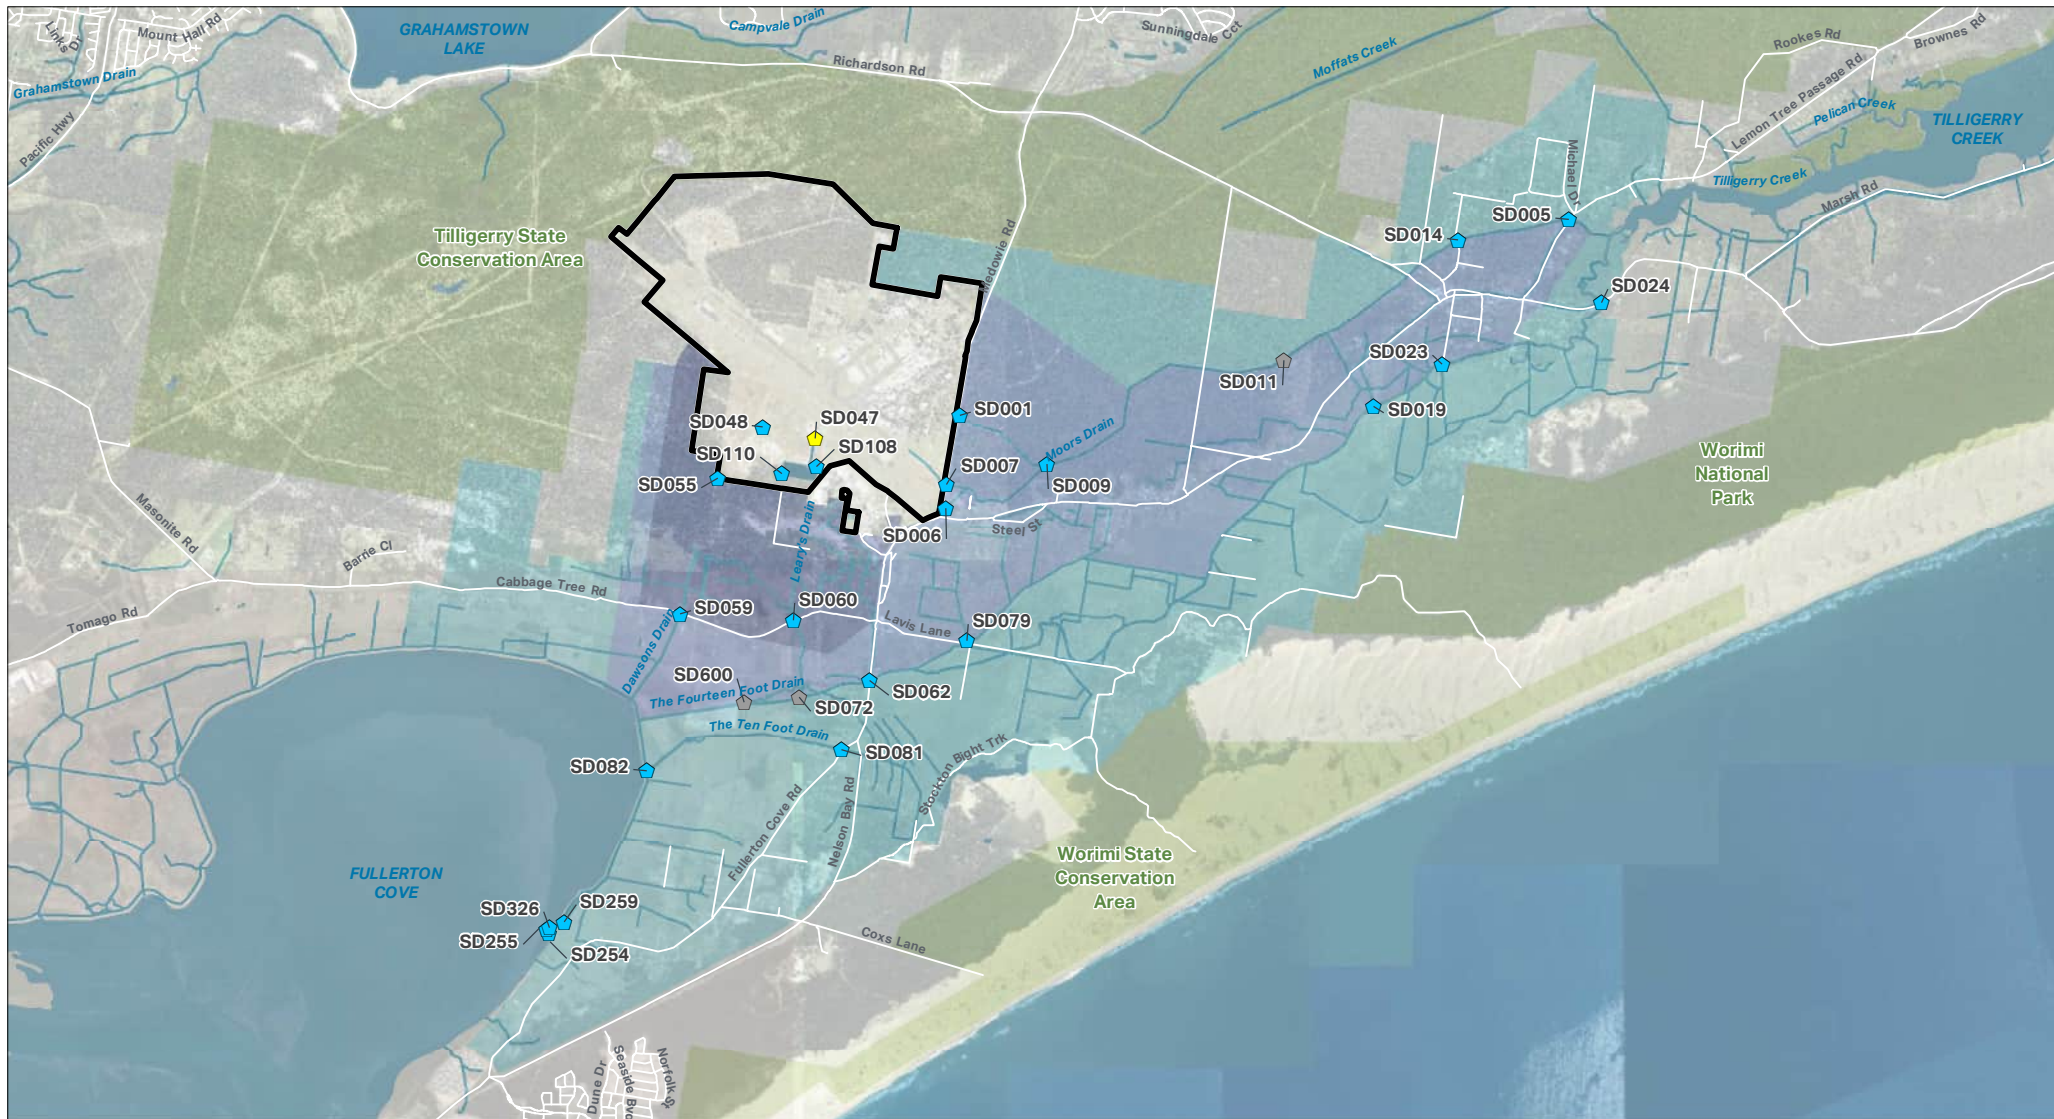 Links Dr
Mount Hall Rd
GRAHAMSTOWN
LAKE
Campvale Drain
Sunningdale Cct
Richardson Rd
Moffats Creek
Rookes Rd
Brownes Rd
Grahamstown Drain
Pacific Hwy
Lemon Tree Passage Rd
Pelican Creek
TILLIGERRY
CREEK
Michael Dr
Tilligerry Creek
Marsh Rd
SD005
SD014
Tilligerry State
Conservation Area
Medowie Rd
SD024
SD023
SD011
SD019
SD048
SD047
SD001
SD110
SD108
Moors Drain
SD007
SD055
SD009
Worimi
National
Park
Masonite Rd
SD006
Steel St
Leary's Drain
Barrie Cl
Cabbage Tree Rd
Tomago Rd
SD059
SD060
Lavis Lane
SD079
Dawsons Drain
SD600
The Fourteen Foot Drain
SD072
SD062
The Ten Foot Drain
SD082
SD081
Stockton Bight Trk
Fullerton Cove Rd
Nelson Bay Rd
FULLERTON
COVE
Worimi State
Conservation
Area
SD326
SD259
SD255
SD254
Coxs Lane
Dune Dr
Seaside Bvd
Norfolk St